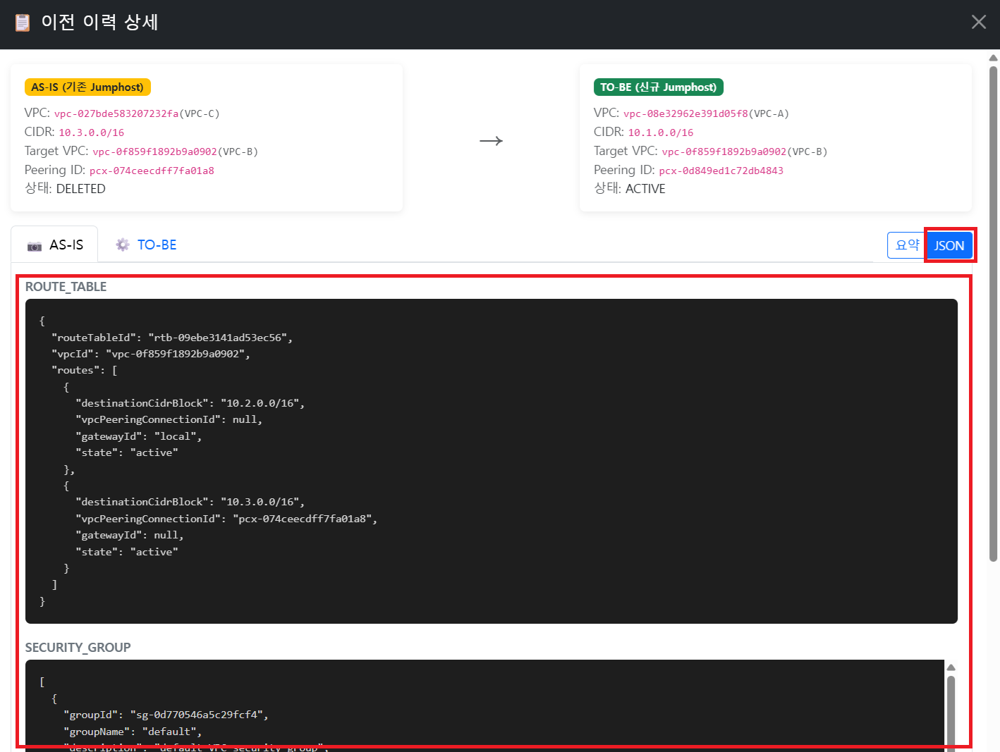 이전 이력 상세
AS-IS (기존 Jumphost)
VPC: vpc-027bde583207232fa(VPC-C)
CIDR: 10.3.0.0/16
Target VPC: vpc-0f859f1892b9a0902(VPC-B)
Peering ID: pcx-074ceecdff7fa01a8
상태: DELETED
→
TO-BE (신규 Jumphost)
VPC: vpc-08e32962e391d05f8(VPC-A)
CIDR: 10.1.0.0/16
Target VPC: vpc-0f859f1892b9a0902(VPC-B)
Peering ID: pcx-0d849ed1c72db4843
상태: ACTIVE
AS-IS
TO-BE
요약
JSON
ROUTE_TABLE
{
"routeTableId": "rtb-09ebe3141ad53ec56",
"vpcId": "vpc-0f859f1892b9a0902",
"routes": [
{
"destinationCidrBlock": "10.2.0.0/16",
"vpcPeeringConnectionId": null,
"gatewayId": "local",
"state": "active"
},
{
"destinationCidrBlock": "10.3.0.0/16",
"vpcPeeringConnectionId": "pcx-074ceecdff7fa01a8",
"gatewayId": null,
"state": "active"
}
]
}
SECURITY_GROUP
[
{
"groupId": "sg-0d770546a5c29fcf4",
"groupName": "default",
"description": "default VPC security group",